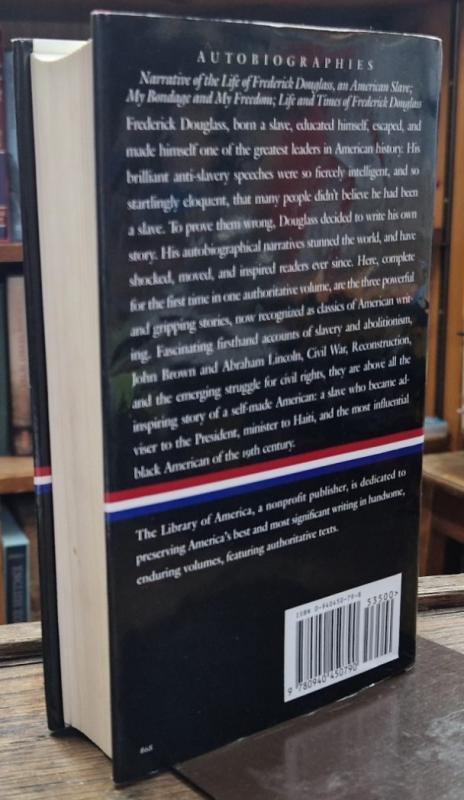 AUTOBIOGRAPHIES
Narrative of the Life of Frederick Douglass, an American Slave;
My Bondage and My Freedom; Life and Times of Frederick Douglass
Frederick Douglass, born a slave, educated himself, escaped, and
made himself one of the greatest leaders in American history. His
brilliant anti-slavery speeches were so fiercely intelligent, and so
startlingly eloquent, that many people didn't believe he had been
a slave. To prove them wrong, Douglass decided to write his own
story. His autobiographical narratives stunned the world, and have
shocked, moved, and inspired readers ever since. Here, complete
for the first time in one authoritative volume, are the three powerful
and gripping stories, now recognized as classics of American writ-
ing. Fascinating firsthand accounts of slavery and abolitionism,
John Brown and Abraham Lincoln, Civil War, Reconstruction,
and the emerging struggle for civil rights, they are above all the
inspiring story of a self-made American: a slave who became ad-
viser to the President, minister to Haiti, and the most influential
black American of the 19th century.
The Library of America, a nonprofit publisher, is dedicated to
preserving America's best and most significant writing in handsome,
enduring volumes, featuring authoritative texts.
ISBN 0-940450-79-8
53500>
9 780940 450790